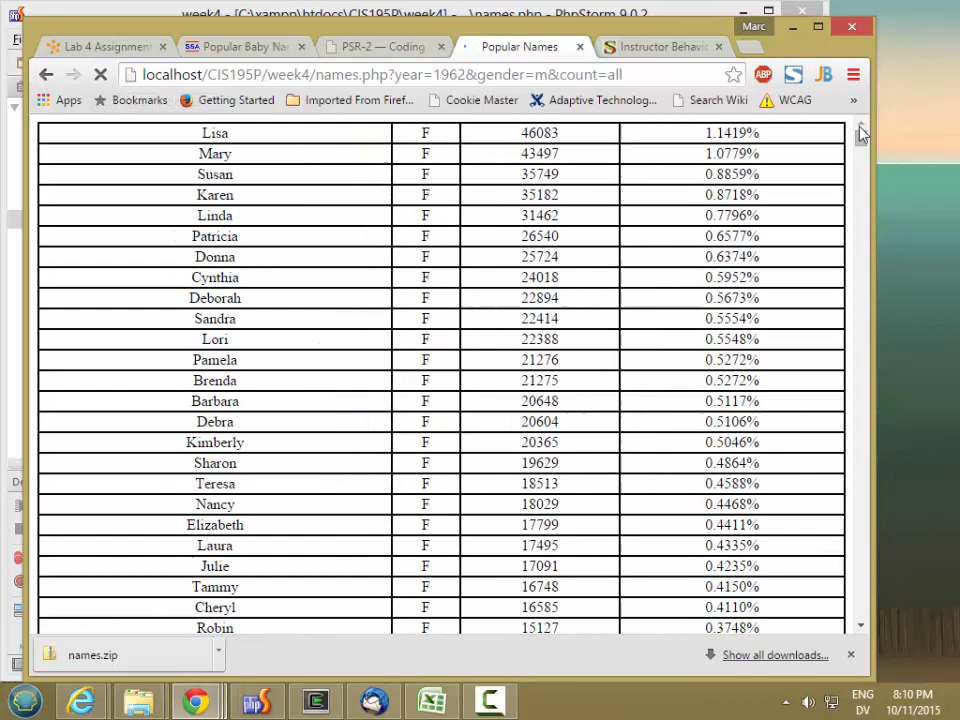 week4 - [C:\xampp\htdocs\CIS195P\week4] - ...\names.php - PhpStorm 9.0.2
Marc
Lab 4 Assignment
SSA Popular Baby Na
PSR-2 — Coding
Popular Names
Instructor Behavio
localhost/CIS195P/week4/names.php?year=1962&gender=m&count=all
ABP
JB
Apps
Bookmarks
Getting Started
Imported From Firef...
Cookie Master
Adaptive Technolog...
Search Wiki
WCAG
»
Lisa F 46083 1.1419%
Mary F 43497 1.0779%
Susan F 35749 0.8859%
Karen F 35182 0.8718%
Linda F 31462 0.7796%
Patricia F 26540 0.6577%
Donna F 25724 0.6374%
Cynthia F 24018 0.5952%
Deborah F 22894 0.5673%
Sandra F 22414 0.5554%
Lori F 22388 0.5548%
Pamela F 21276 0.5272%
Brenda F 21275 0.5272%
Barbara F 20648 0.5117%
Debra F 20604 0.5106%
Kimberly F 20365 0.5046%
Sharon F 19629 0.4864%
Teresa F 18513 0.4588%
Nancy F 18029 0.4468%
Elizabeth F 17799 0.4411%
Laura F 17495 0.4335%
Julie F 17091 0.4235%
Tammy F 16748 0.4150%
Cheryl F 16585 0.4110%
Robin F 15127 0.3748%
names.zip
Show all downloads...
ENG 8:10 PM
DV 10/11/2015